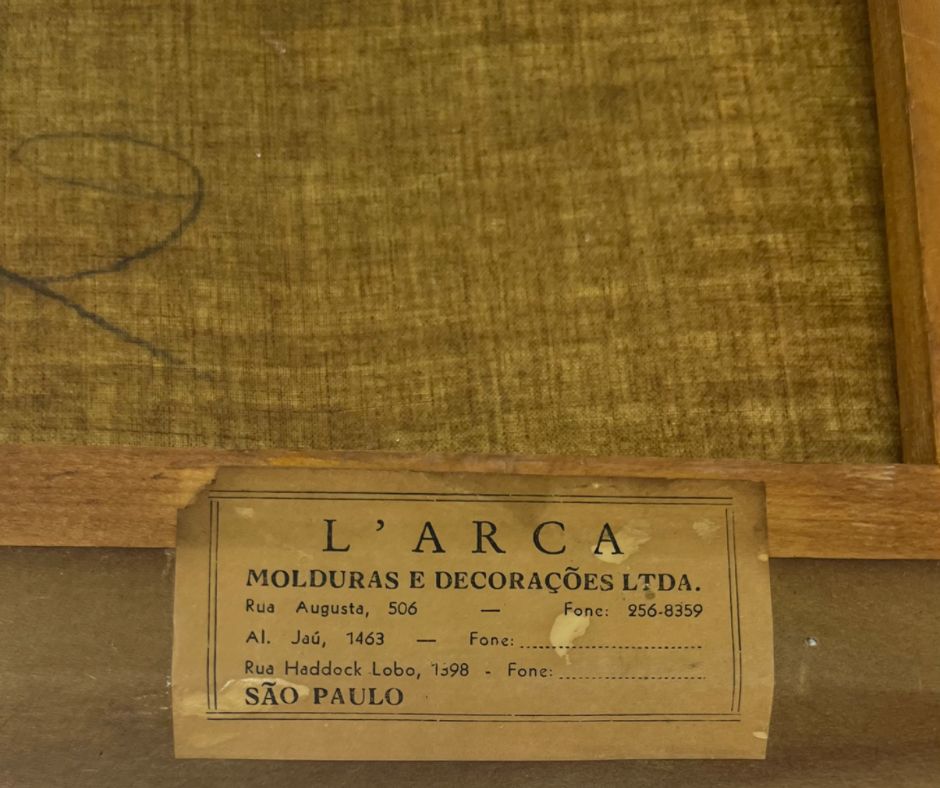 L'ARCA
MOLDURAS E DECORAÇÕES LTDA.
Rua Augusta, 506 — Fone: 256-8359
Al. Jaú, 1463 — Fone: ........................
Rua Haddock Lobo, 1398 - Fone: ........................
SÃO PAULO